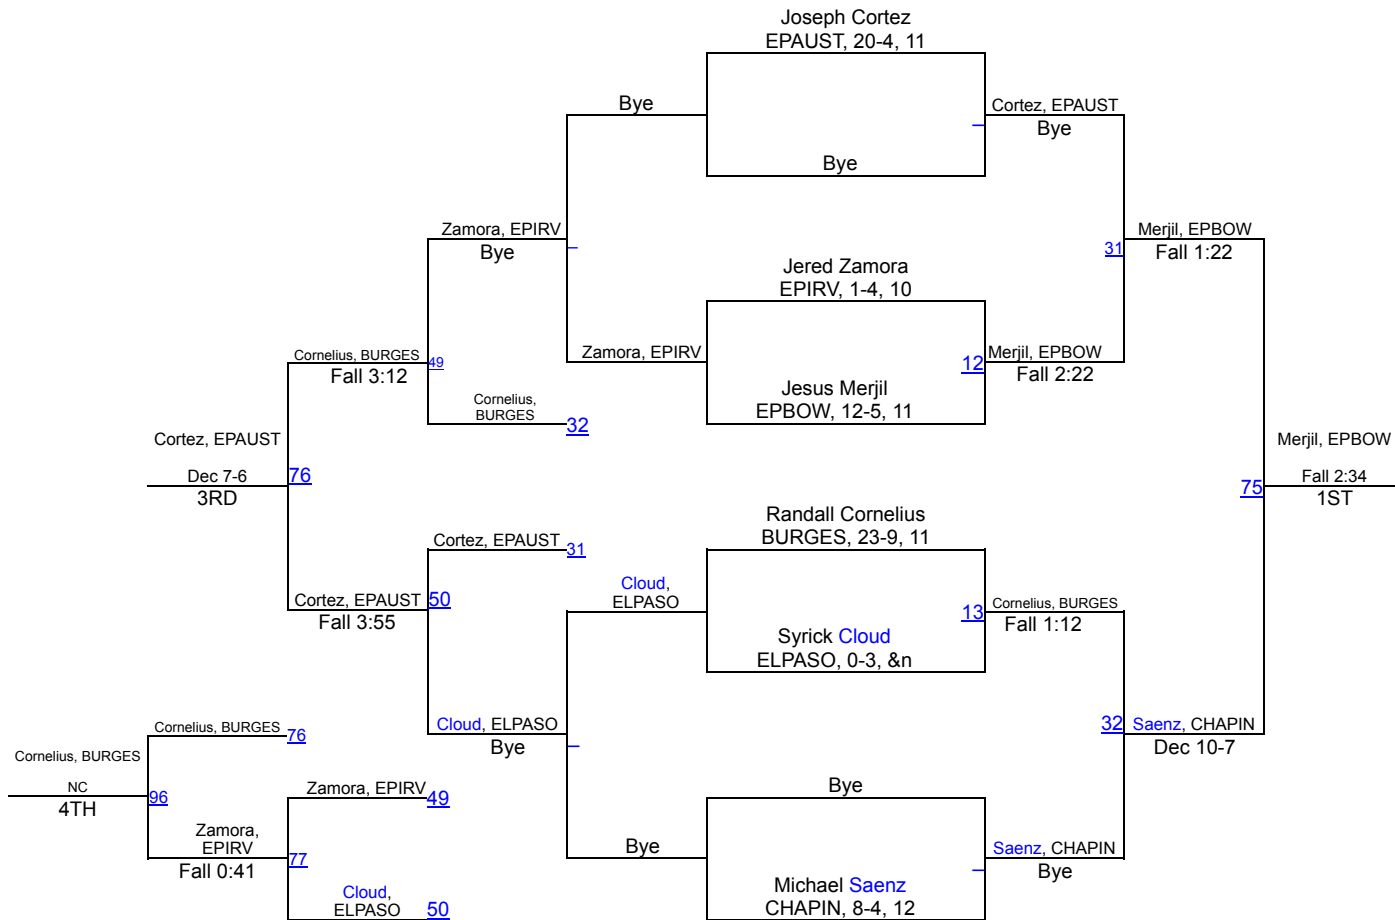 Joseph Cortez
EPAUST, 20-4, 11
Bye
Cortez, EPAUST
Bye
Bye
Zamora, EPIRV
Bye
Merjil, EPBOW
31
Fall 1:22
Jered Zamora
EPIRV, 1-4, 10
Cornelius, BURGES
49
Fall 3:12
Zamora, EPIRV
12
Merjil, EPBOW
Fall 2:22
Jesus Merjil
EPBOW, 12-5, 11
Cornelius,
BURGES
32
Cortez, EPAUST
Dec 7-6
76
3RD
Merjil, EPBOW
Fall 2:34
75
1ST
Randall Cornelius
BURGES, 23-9, 11
Cortez, EPAUST
31
Cloud,
ELPASO
Cortez, EPAUST
50
Fall 3:55
13
Cornelius, BURGES
Fall 1:12
Syrick Cloud
ELPASO, 0-3, &n
Cornelius, BURGES
76
Cloud, ELPASO
Bye
32
Saenz, CHAPIN
Dec 10-7
Cornelius, BURGES
NC
96
4TH
Zamora, EPIRV
49
Bye
Zamora,
EPIRV
77
Fall 0:41
Bye
Saenz, CHAPIN
Bye
Cloud,
ELPASO
50
Michael Saenz
CHAPIN, 8-4, 12